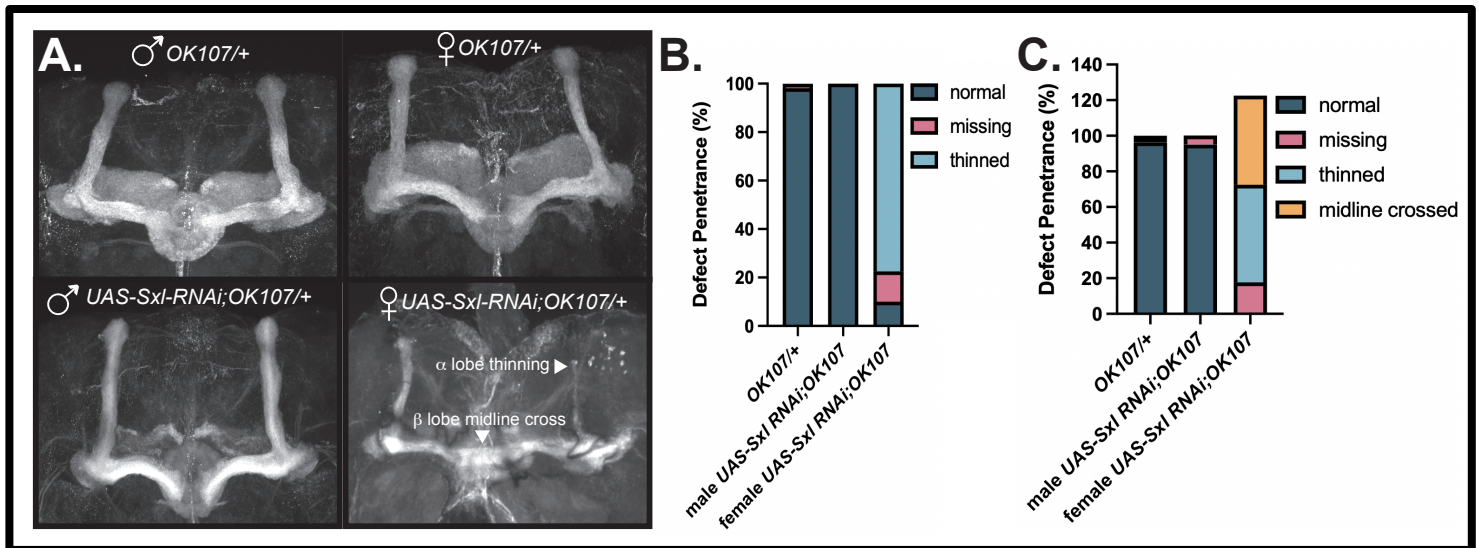 A.
♂ OK107/+
♀ OK107/+
♂ UAS-Sxl-RNAi;OK107/+
♀ UAS-Sxl-RNAi;OK107/+
α lobe thinning
β lobe midline cross
B.
Defect Penetrance (%)
100
80
60
40
20
0
normal
missing
thinned
OK107/+
male UAS-Sxl RNAi;OK107
female UAS-Sxl RNAi;OK107
C.
Defect Penetrance (%)
140
120
100
80
60
40
20
0
normal
missing
thinned
midline crossed
OK107/+
male UAS-Sxl RNAi;OK107
female UAS-Sxl RNAi;OK107